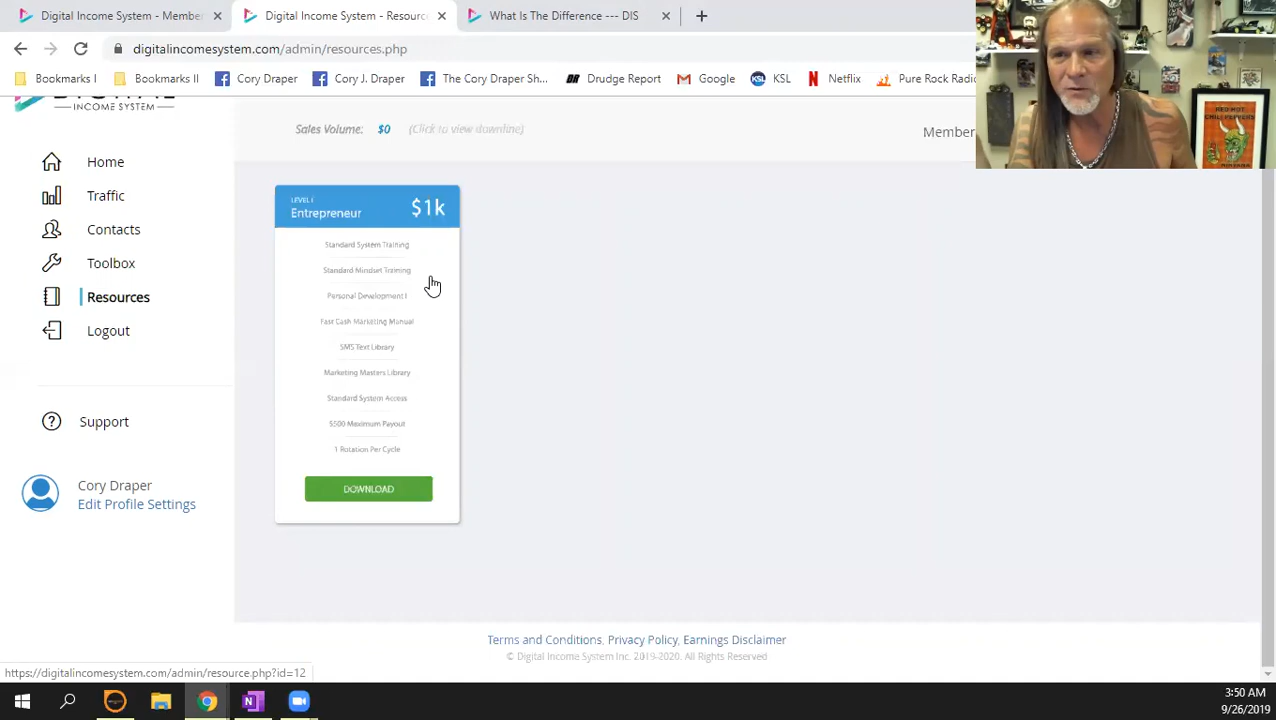 Digital Income System - Member
Digital Income System - Resourc
What Is The Difference --- DIS
digitalincomesystem.com/admin/resources.php
Bookmarks I
Bookmarks II
Cory Draper
Cory J. Draper
The Cory Draper Sh...
Drudge Report
Google
KSL
Netflix
Pure Rock Radio
INCOME SYSTEM
Sales Volume: $0 (Click to view downline)
Member
Home
Traffic
Contacts
Toolbox
Resources
Logout
Support
Cory Draper
Edit Profile Settings
LEVEL I
Entrepreneur
$1k
Standard System Training
Standard Mindset Training
Personal Development I
Fast Cash Marketing Manual
SMS Text Library
Marketing Masters Library
Standard System Access
$500 Maximum Payout
1 Rotation Per Cycle
DOWNLOAD
RED HOT
CHILI PEPPERS
Terms and Conditions, Privacy Policy, Earnings Disclaimer
© Digital Income System Inc. 2019-2020. All Rights Reserved
https://digitalincomesystem.com/admin/resource.php?id=12
3:50 AM
9/26/2019